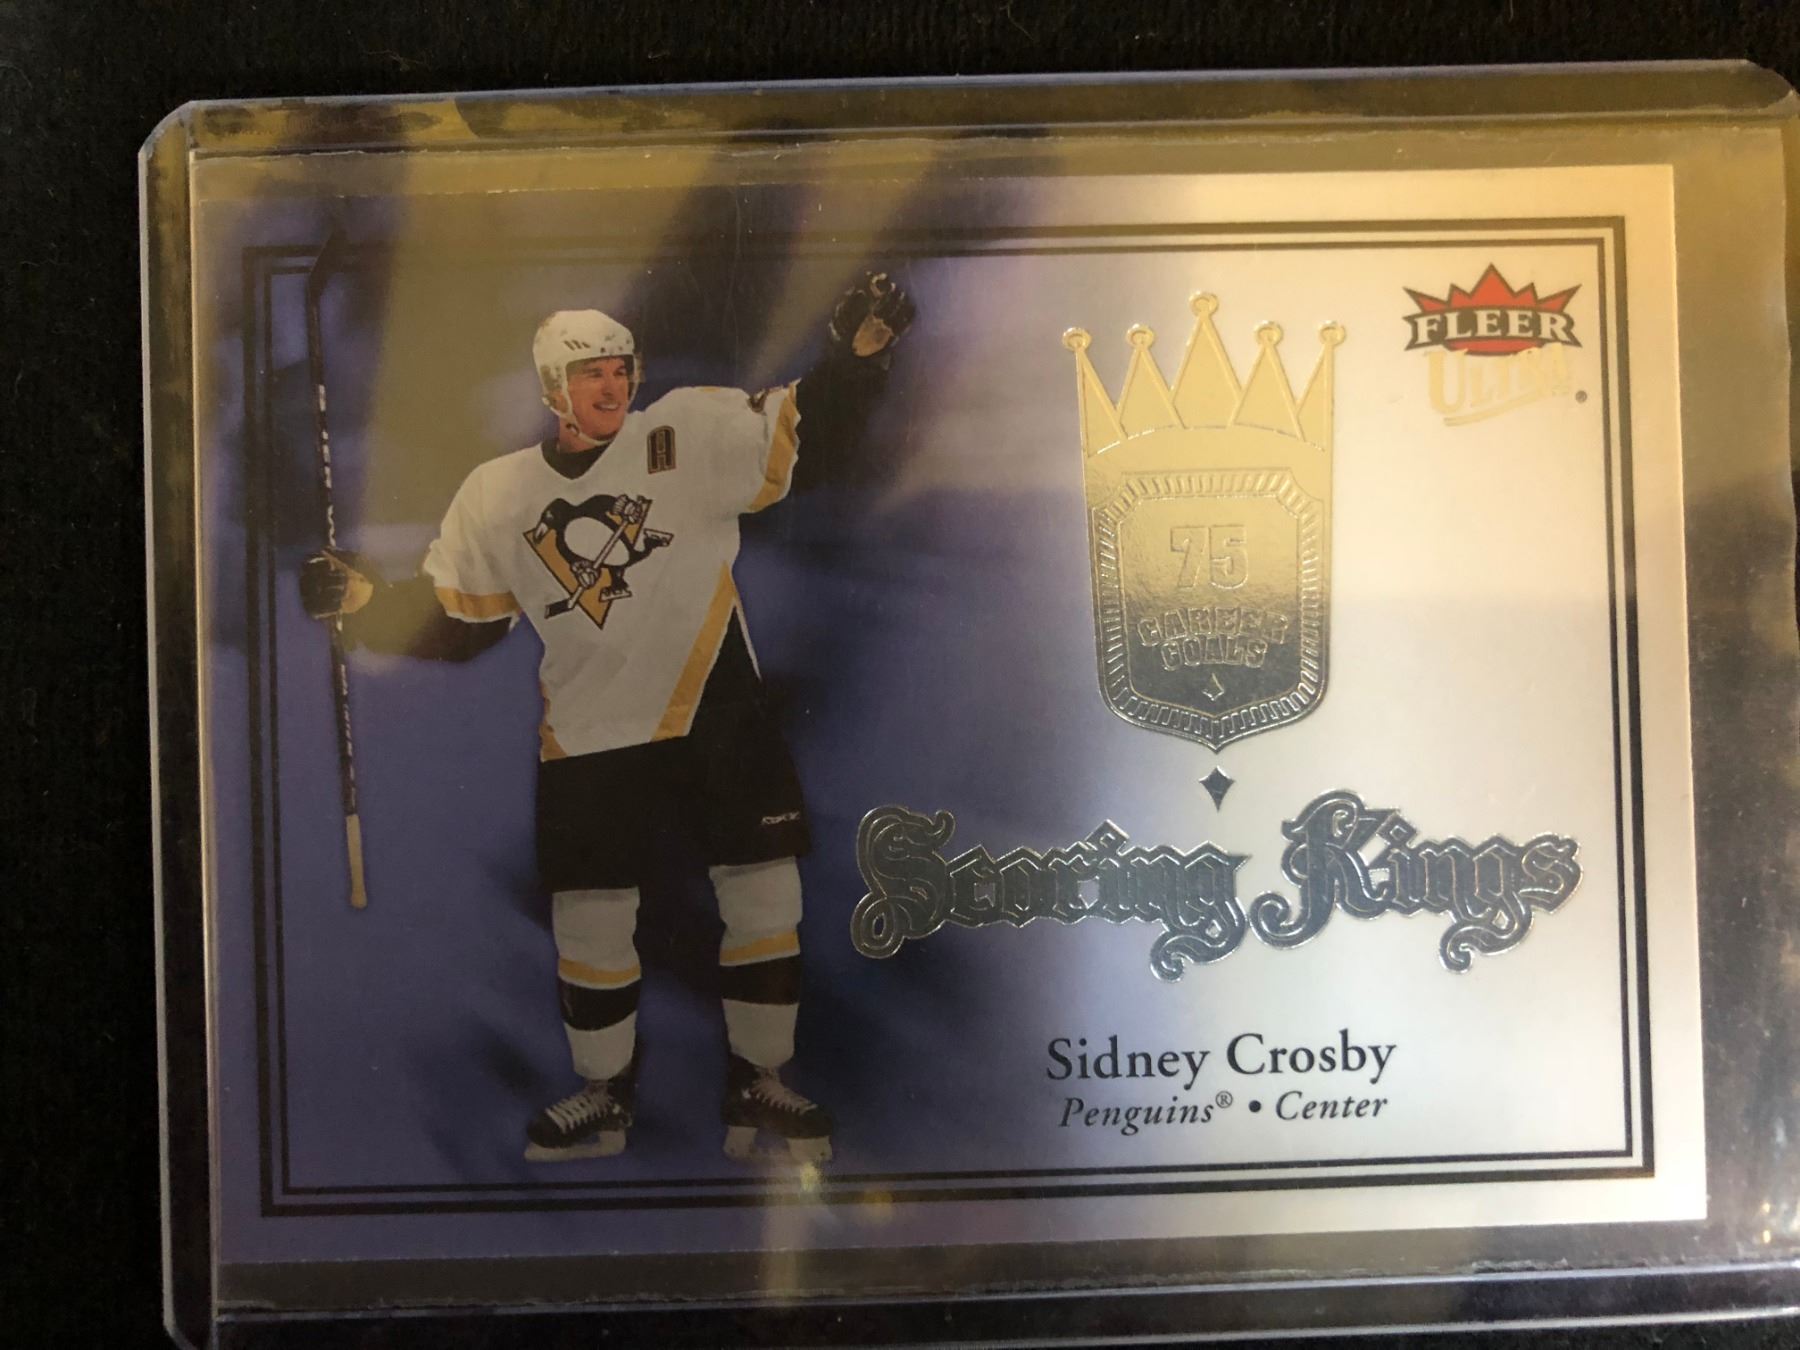 FLEER
ULTRA®
A
75
CAREER
GOALS
Scoring Kings
Sidney Crosby
Penguins® • Center